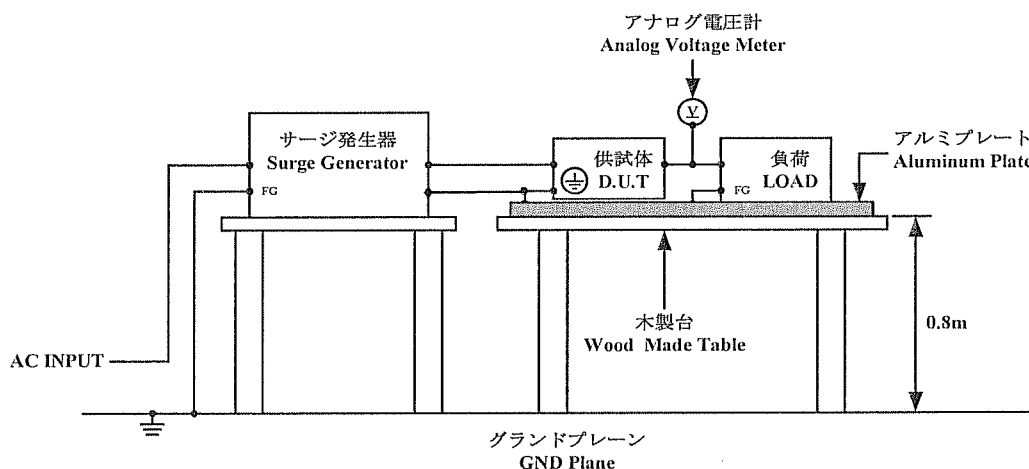 アナログ電圧計
Analog Voltage Meter
V
サージ発生器
Surge Generator
FG
供試体
D.U.T
負荷
LOAD
FG
アルミプレート
Aluminum Plate
木製台
Wood Made Table
0.8m
AC INPUT
グランドプレーン
GND Plane